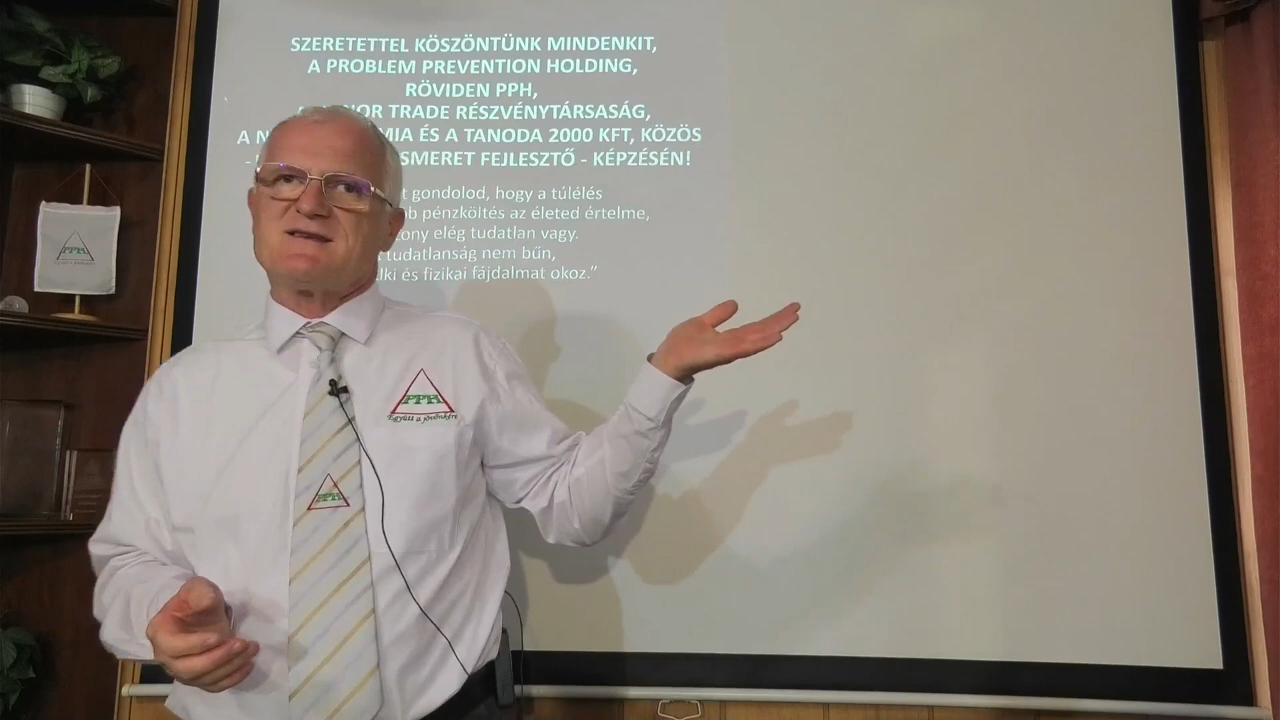 SZERETETTEL KÖSZÖNTÜNK MINDENKIT,
A PROBLEM PREVENTION HOLDING,
RÖVIDEN PPH,
TRADE RÉSZVÉNYTÁRSASÁG,
ÉS A TANODA 2000 KFT, KÖZÖS
FEJLESZTŐ - KÉPZÉSÉN!
gondolod, hogy a túlélés
pénzköltés az életed értelme,
elég tudatlan vagy.
tudatlanság nem bűn,
és fizikai fájdalmat okoz.”
PPH
Együtt a jövőnkért
PPH
PPH